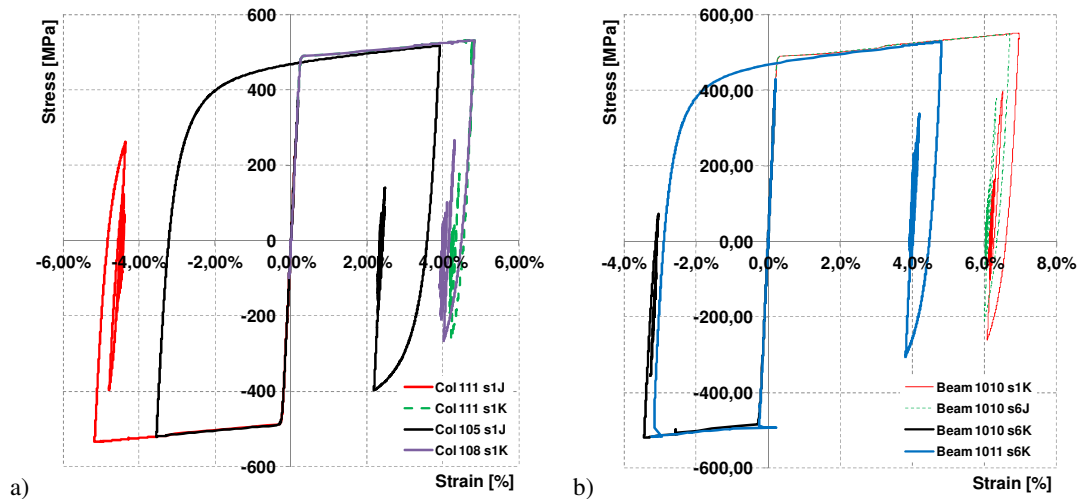 600
400
200
0
-200
-400
-600
-6,00%
-4,00%
-2,00%
0,00%
2,00%
4,00%
6,00%
Stress [MPa]
Strain [%]
Col 111 s1J
Col 111 s1K
Col 105 s1J
Col 108 s1K
a)
600,00
400,00
200,00
0,00
-200,00
-400,00
-600,00
-4,0%
-2,0%
0,0%
2,0%
4,0%
6,0%
8,0%
Stress [MPa]
Strain [%]
Beam 1010 s1K
Beam 1010 s6J
Beam 1010 s6K
Beam 1011 s6K
b)